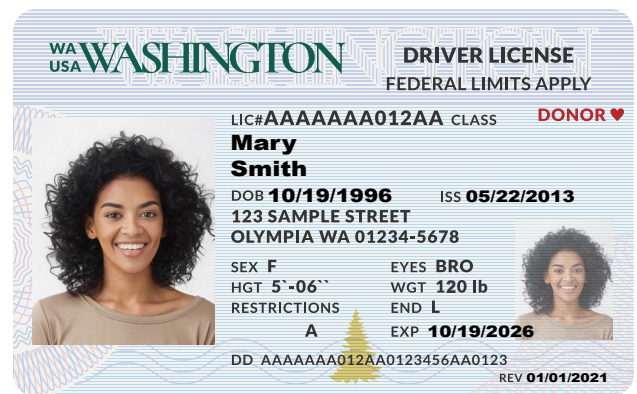 WA WASHINGTON
USA
DRIVER LICENSE
FEDERAL LIMITS APPLY
LIC#AAAAAAA012AA CLASS
DONOR ♥
Mary
Smith
DOB 10/19/1996 ISS 05/22/2013
123 SAMPLE STREET
OLYMPIA WA 01234-5678
SEX F EYES BRO
HGT 5`-06`` WGT 120 lb
RESTRICTIONS END L
A EXP 10/19/2026
DD AAAAAAA012AA0123456AA0123
REV 01/01/2021